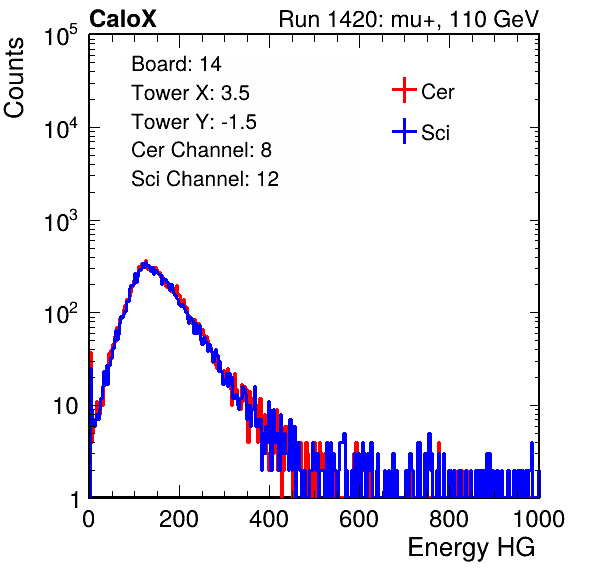 CaloX Run 1420: mu+, 110 GeV
Counts
10^5
10^4
10^3
10^2
10
1
Board: 14
Tower X: 3.5
Tower Y: -1.5
Cer Channel: 8
Sci Channel: 12
Cer
Sci
0 200 400 600 800 1000
Energy HG